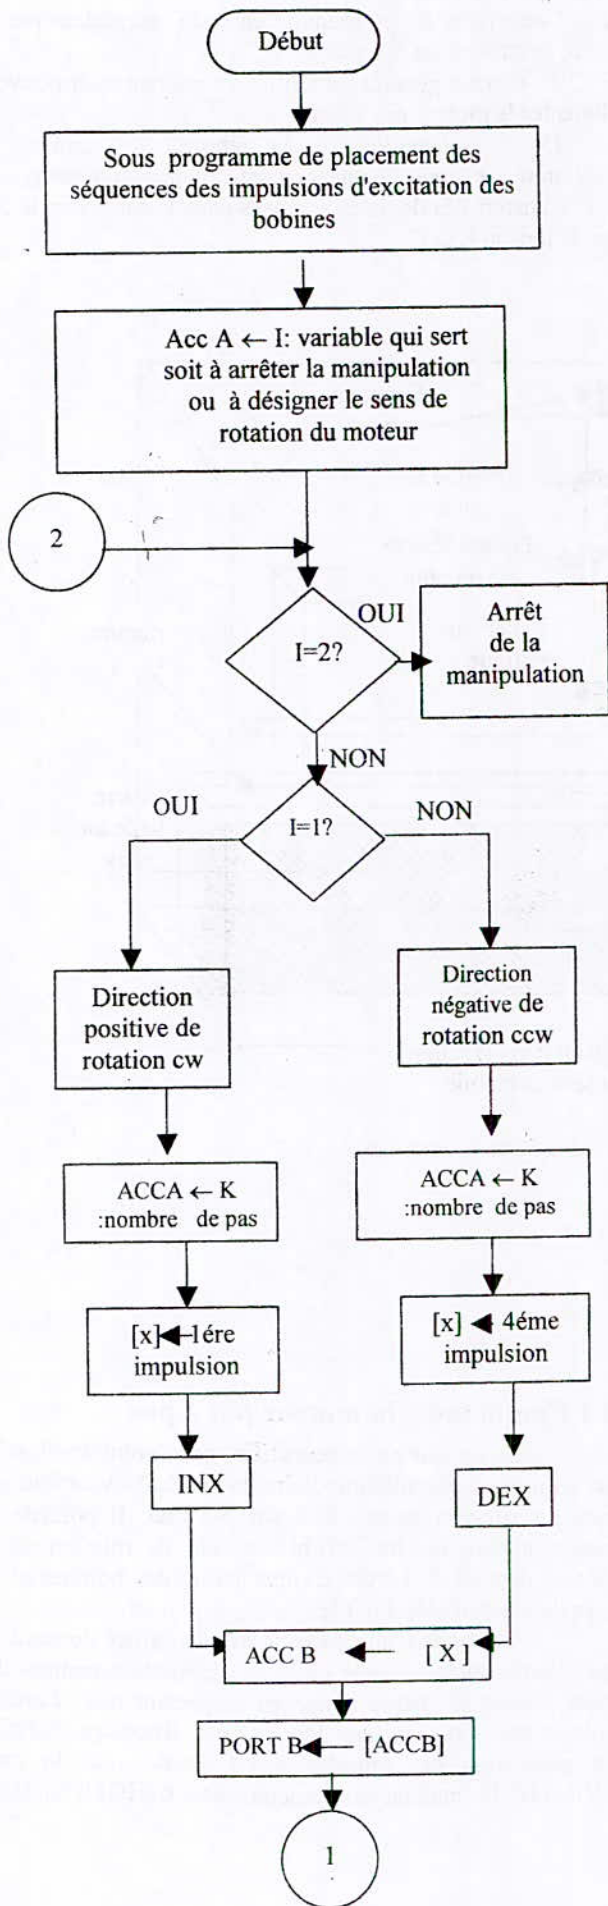 Début
Sous programme de placement des
séquences des impulsions d'excitation des
bobines
Acc A ← I: variable qui sert
soit à arrêter la manipulation
ou à désigner le sens de
rotation du moteur
2
I=2?
OUI
Arrêt
de la
manipulation
NON
I=1?
OUI
NON
Direction
positive de
rotation cw
Direction
négative de
rotation ccw
ACCA ← K
:nombre de pas
ACCA ← K
:nombre de pas
[x] ← 1ére
impulsion
[x] ← 4éme
impulsion
INX
DEX
ACC B ← [ X ]
PORT B ← [ACCB]
1